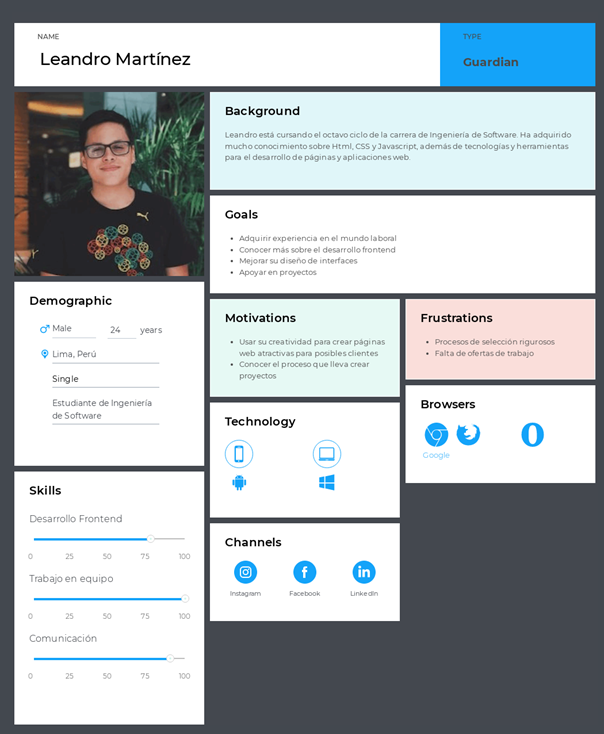 NAME
Leandro Martínez
TYPE
Guardian
Background
Leandro está cursando el octavo ciclo de la carrera de Ingeniería de Software. Ha adquirido
mucho conocimiento sobre Html, CSS y Javascript, además de tecnologías y herramientas
para el desarrollo de páginas y aplicaciones web.
Goals
Adquirir experiencia en el mundo laboral
Conocer más sobre el desarrollo frontend
Mejorar su diseño de interfaces
Apoyar en proyectos
Demographic
Male 24 years
Lima, Perú
Single
Estudiante de Ingeniería
de Software
Motivations
Usar su creatividad para crear páginas
web atractivas para posibles clientes
Conocer el proceso que lleva crear
proyectos
Frustrations
Procesos de selección rigurosos
Falta de ofertas de trabajo
Technology
Browsers
Google
Skills
Desarrollo Frontend
0 25 50 75 100
Trabajo en equipo
0 25 50 75 100
Comunicación
0 25 50 75 100
Channels
Instagram Facebook LinkedIn